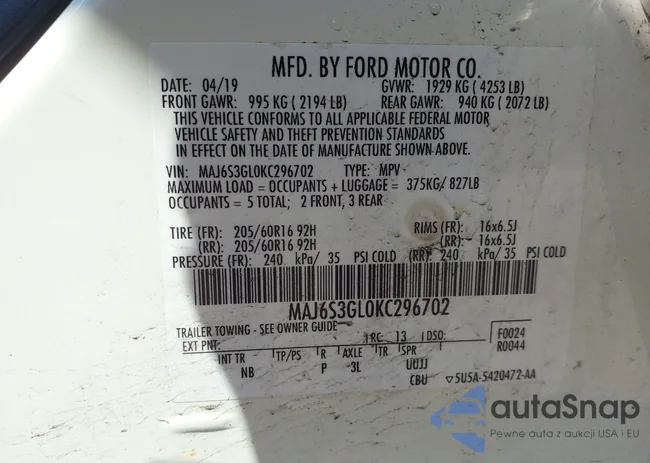 MFD. BY FORD MOTOR CO.
DATE: 04/19 GVWR: 1929 KG (4253 LB)
FRONT GAWR: 995 KG (2194 LB) REAR GAWR: 940 KG (2072 LB)
THIS VEHICLE CONFORMS TO ALL APPLICABLE FEDERAL MOTOR
VEHICLE SAFETY AND THEFT PREVENTION STANDARDS
IN EFFECT ON THE DATE OF MANUFACTURE SHOWN ABOVE.
VIN: MAJ6S3GL0KC296702 TYPE: MPV
MAXIMUM LOAD = OCCUPANTS + LUGGAGE = 375KG/ 827LB
OCCUPANTS = 5 TOTAL; 2 FRONT, 3 REAR
TIRE (FR): 205/60R16 92H RIMS (FR): 16x6.5J
(RR): 205/60R16 92H (RR): 16x6.5J
PRESSURE (FR): 240 kPa/ 35 PSI COLD (RR): 240 kPa/ 35 PSI COLD
MAJ6S3GL0KC296702
TRAILER TOWING - SEE OWNER GUIDE
EXT PNT: RC: 13 DSO: F0024
R0044
INT TR TP/PS R AXLE TR SPR
NB P 3L UUJJ
CBU 5U5A-5420472-AA
autaSnap
Pewne auto z aukcji USA i EU